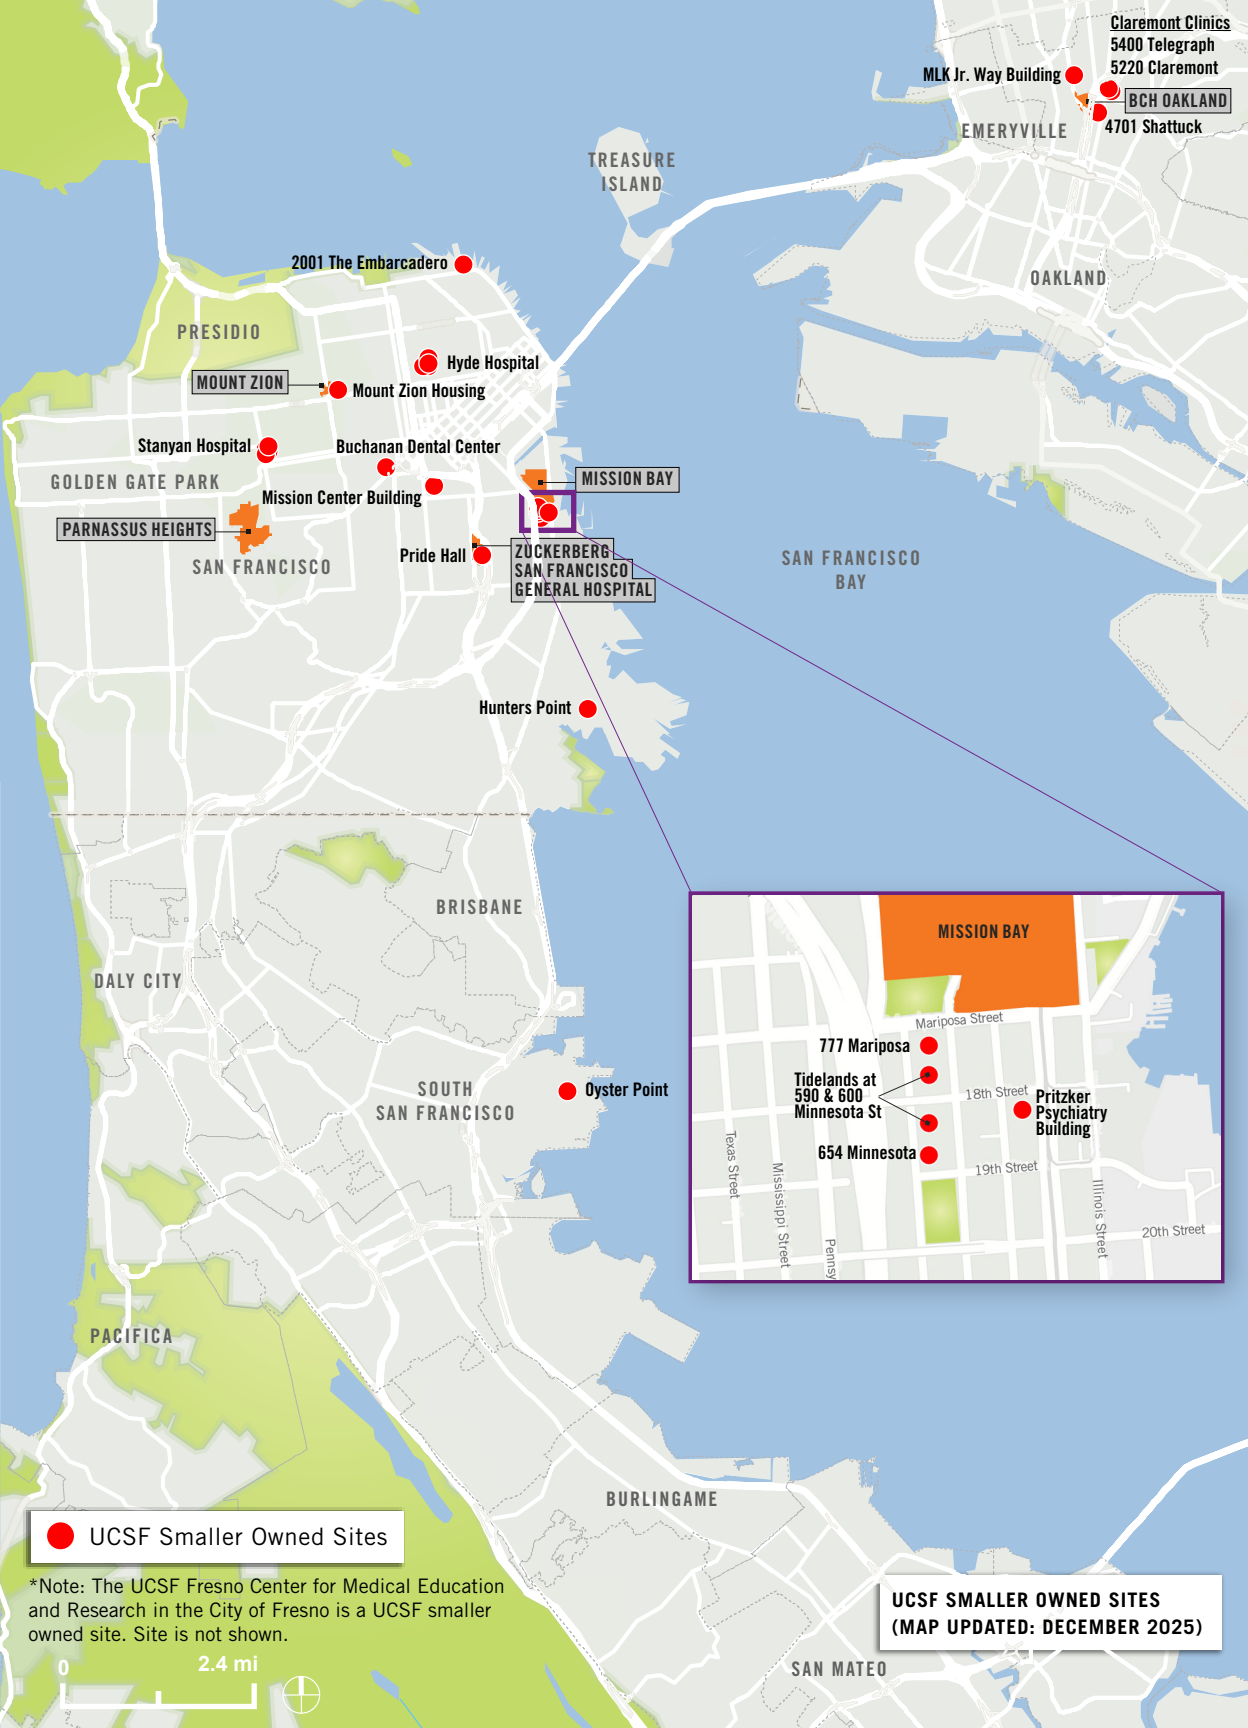 Claremont Clinics
5400 Telegraph
5220 Claremont
MLK Jr. Way Building
BCH OAKLAND
4701 Shattuck
EMERYVILLE
TREASURE
ISLAND
OAKLAND
2001 The Embarcadero
PRESIDIO
Hyde Hospital
MOUNT ZION
Mount Zion Housing
Stanyan Hospital
Buchanan Dental Center
GOLDEN GATE PARK
Mission Center Building
MISSION BAY
PARNASSUS HEIGHTS
SAN FRANCISCO
Pride Hall
ZUCKERBERG
SAN FRANCISCO
GENERAL HOSPITAL
SAN FRANCISCO
BAY
Hunters Point
BRISBANE
DALY CITY
SOUTH
SAN FRANCISCO
Oyster Point
MISSION BAY
Mariposa Street
777 Mariposa
Tidelands at
590 & 600
Minnesota St
18th Street
Pritzker
Psychiatry
Building
654 Minnesota
19th Street
Texas Street
Mississippi Street
Pennsy
Illinois Street
20th Street
PACIFICA
BURLINGAME
UCSF Smaller Owned Sites
*Note: The UCSF Fresno Center for Medical Education
and Research in the City of Fresno is a UCSF smaller
owned site. Site is not shown.
0 2.4 mi
UCSF SMALLER OWNED SITES
(MAP UPDATED: DECEMBER 2025)
SAN MATEO